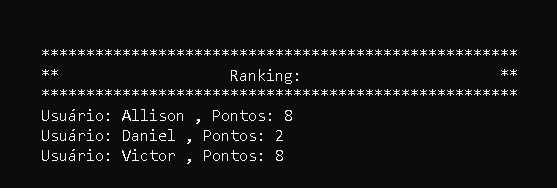 *****************************************************
**                   Ranking:                      **
*****************************************************
Usuário: Allison , Pontos: 8
Usuário: Daniel , Pontos: 2
Usuário: Victor , Pontos: 8